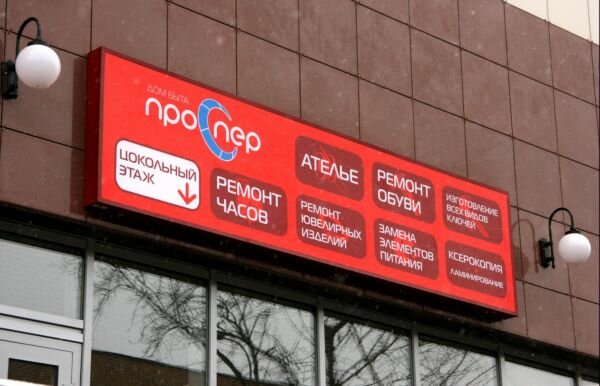 ДОМ БЫТА
проСпер
ЦОКОЛЬНЫЙ
ЭТАЖ
РЕМОНТ
ЧАСОВ
АТЕЛЬЕ
РЕМОНТ
ЮВЕЛИРНЫХ
ИЗДЕЛИЙ
РЕМОНТ
ОБУВИ
ЗАМЕНА
ЭЛЕМЕНТОВ
ПИТАНИЯ
ИЗГОТОВЛЕНИЕ
ВСЕХ ВИДОВ
КЛЮЧЕЙ
КСЕРОКОПИЯ
ЛАМИНИРОВАНИЕ